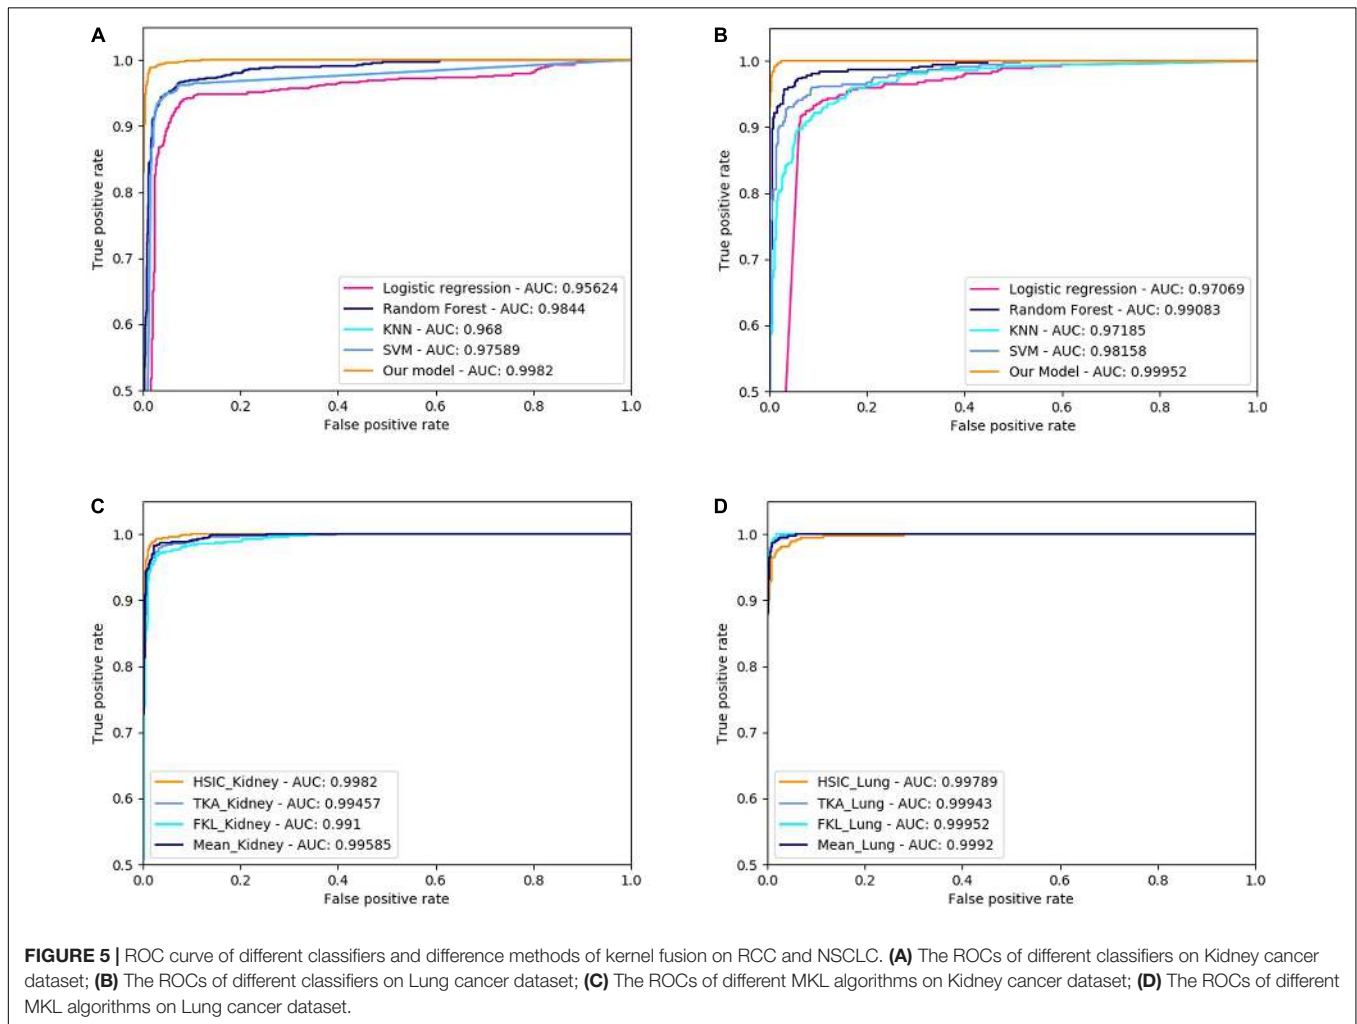 A
1.0
0.9
0.8
0.7
0.6
0.5
True positive rate
Logistic regression - AUC: 0.95624
Random Forest - AUC: 0.9844
KNN - AUC: 0.968
SVM - AUC: 0.97589
Our model - AUC: 0.9982
0.0 0.2 0.4 0.6 0.8 1.0
False positive rate
B
1.0
0.9
0.8
0.7
0.6
0.5
True positive rate
Logistic regression - AUC: 0.97069
Random Forest - AUC: 0.99083
KNN - AUC: 0.97185
SVM - AUC: 0.98158
Our Model - AUC: 0.99952
0.0 0.2 0.4 0.6 0.8 1.0
False positive rate
C
1.0
0.9
0.8
0.7
0.6
0.5
True positive rate
HSIC_Kidney - AUC: 0.9982
TKA_Kidney - AUC: 0.99457
FKL_Kidney - AUC: 0.991
Mean_Kidney - AUC: 0.99585
0.0 0.2 0.4 0.6 0.8 1.0
False positive rate
D
1.0
0.9
0.8
0.7
0.6
0.5
True positive rate
HSIC_Lung - AUC: 0.99789
TKA_Lung - AUC: 0.99943
FKL_Lung - AUC: 0.99952
Mean_Lung - AUC: 0.9992
0.0 0.2 0.4 0.6 0.8 1.0
False positive rate
FIGURE 5 | ROC curve of different classifiers and difference methods of kernel fusion on RCC and NSCLC. (A) The ROCs of different classifiers on Kidney cancer
dataset; (B) The ROCs of different classifiers on Lung cancer dataset; (C) The ROCs of different MKL algorithms on Kidney cancer dataset; (D) The ROCs of different
MKL algorithms on Lung cancer dataset.